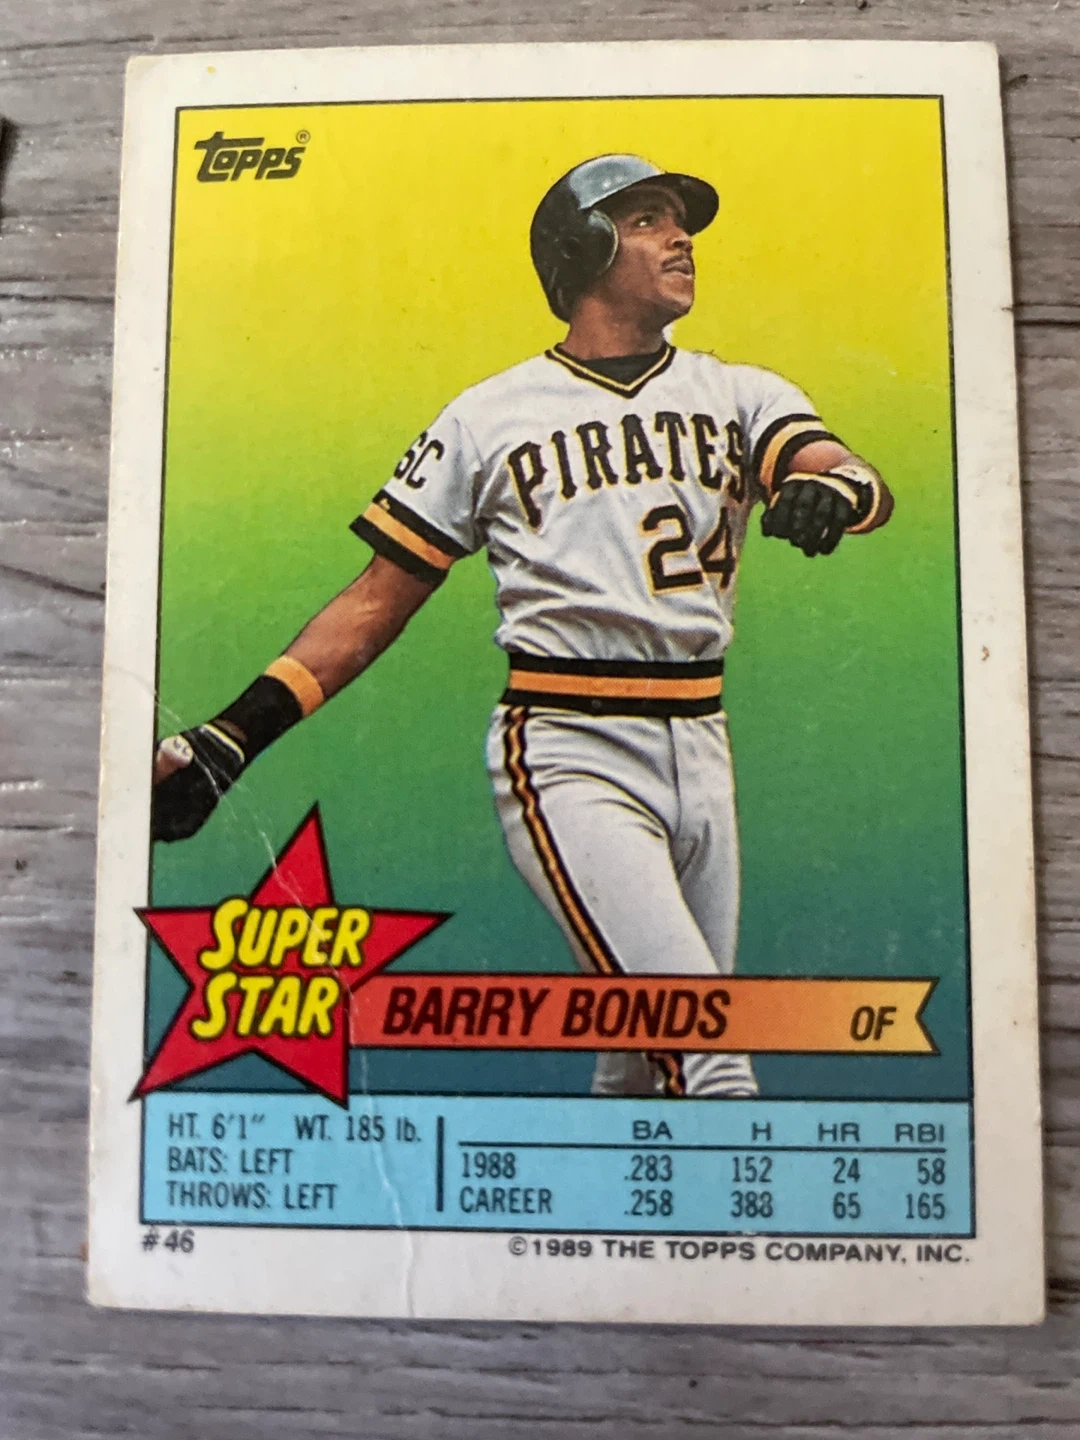 topps®
SC
PIRATES
24
SUPER
STAR
BARRY BONDS OF
HT. 6'1" WT. 185 lb.
BATS: LEFT
THROWS: LEFT
BA H HR RBI
1988 .283 152 24 58
CAREER .258 388 65 165
#46
©1989 THE TOPPS COMPANY, INC.